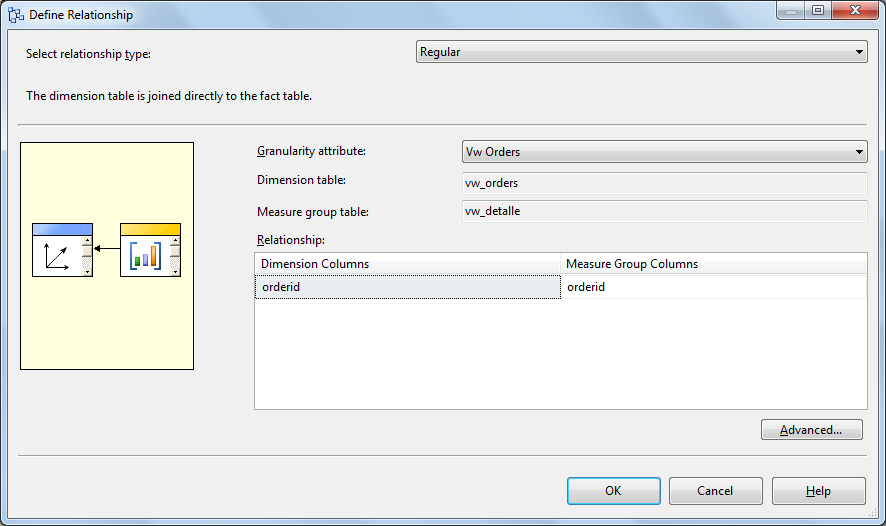 Define Relationship
Select relationship type:
Regular
The dimension table is joined directly to the fact table.
Granularity attribute:
Vw Orders
Dimension table:
vw_orders
Measure group table:
vw_detalle
Relationship:
Dimension Columns
Measure Group Columns
orderid
orderid
Advanced...
OK
Cancel
Help